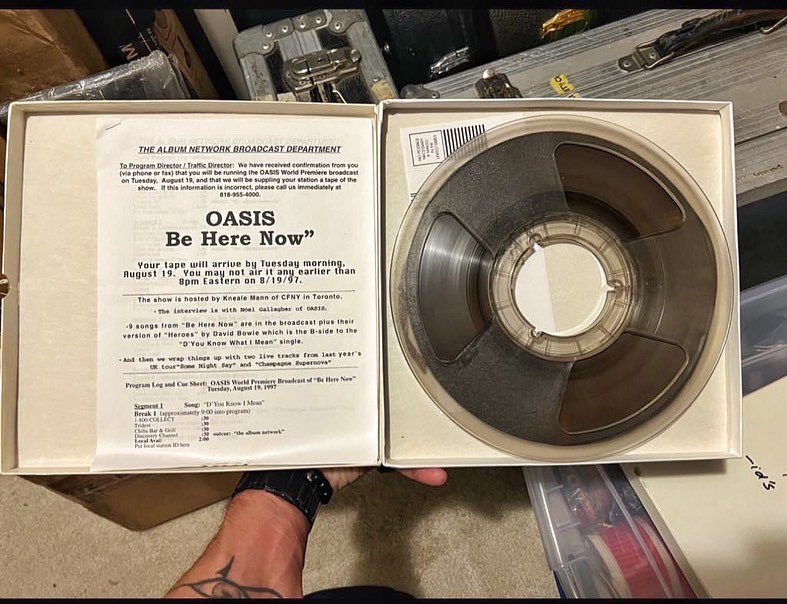 THE ALBUM NETWORK BROADCAST DEPARTMENT
To Program Director / Traffic Director: We have received confirmation from you
(via phone or fax) that you will be running the OASIS World Premiere broadcast
on Tuesday, August 19, and that we will be supplying your station a tape of the
show. If this information is incorrect, please call us immediately at
818-955-4000.
OASIS
Be Here Now”
Your tape will arrive by Tuesday morning,
August 19. You may not air it any earlier than
8pm Eastern on 8/19/97.
The show is hosted by Kneale Mann of CFNY in Toronto.
· The interview is with Noel Gallagher of OASIS.
·9 songs from "Be Here Now" are in the broadcast plus their
version of "Heroes" by David Bowie which is the B-side to the
"D'You Know What I Mean" single.
· And then we wrap things up with two live tracks from last year's
UK tour"Some Night Say" and "Champagne Supernova"
Program Log and Cue Sheet: OASIS World Premiere Broadcast of "Be Here Now"
Tuesday, August 19, 1997
Segment 1 Song: "D'You Know I Mean"
Break 1 (approximately 9:00 into program)
1-800 COLLECT :30
Trident :30
Chilis Bar & Grill :30
Discovery Channel :30 outcue: "the album network"
Local Avail 2:00
Put local station ID here
-id's